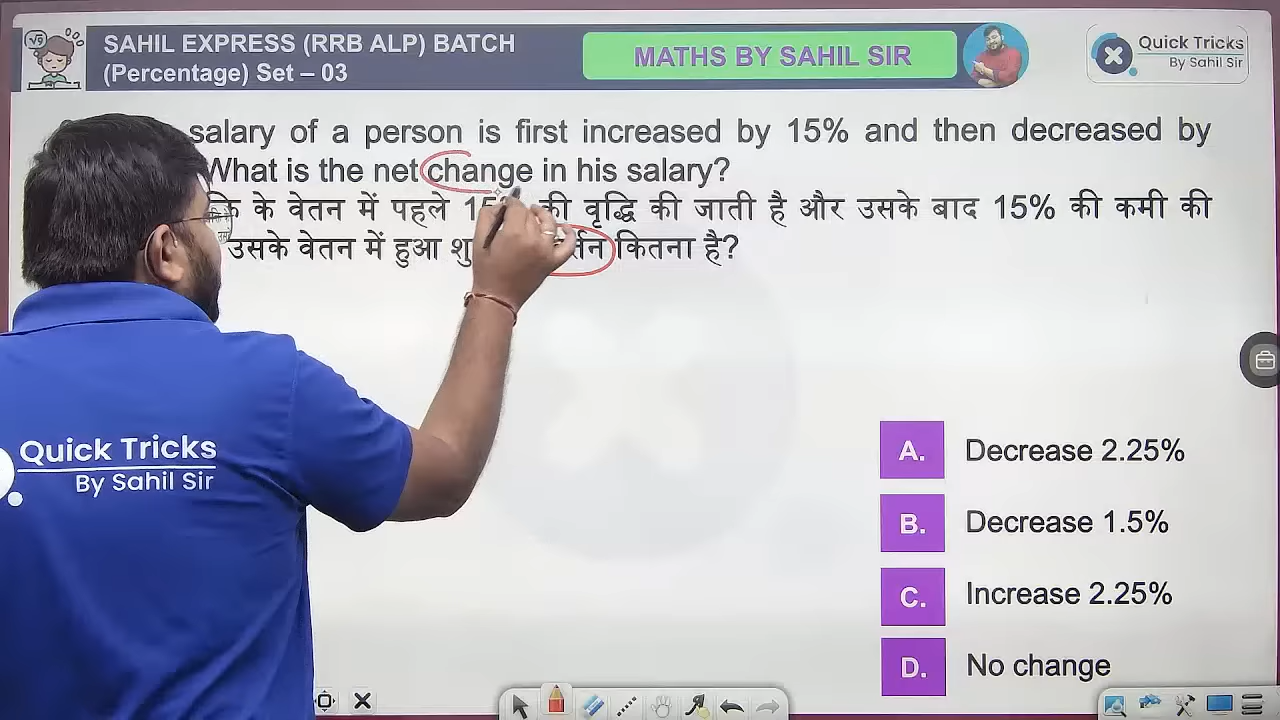 SAHIL EXPRESS (RRB ALP) BATCH
(Percentage) Set – 03
MATHS BY SAHIL SIR
Quick Tricks
By Sahil Sir
salary of a person is first increased by 15% and then decreased by
What is the net change in his salary?
के वेतन में पहले की वृद्धि की जाती है और उसके बाद 15% की कमी की
उसके वेतन में हुआ कितना है?
Quick Tricks
By Sahil Sir
A. Decrease 2.25%
B. Decrease 1.5%
C. Increase 2.25%
D. No change